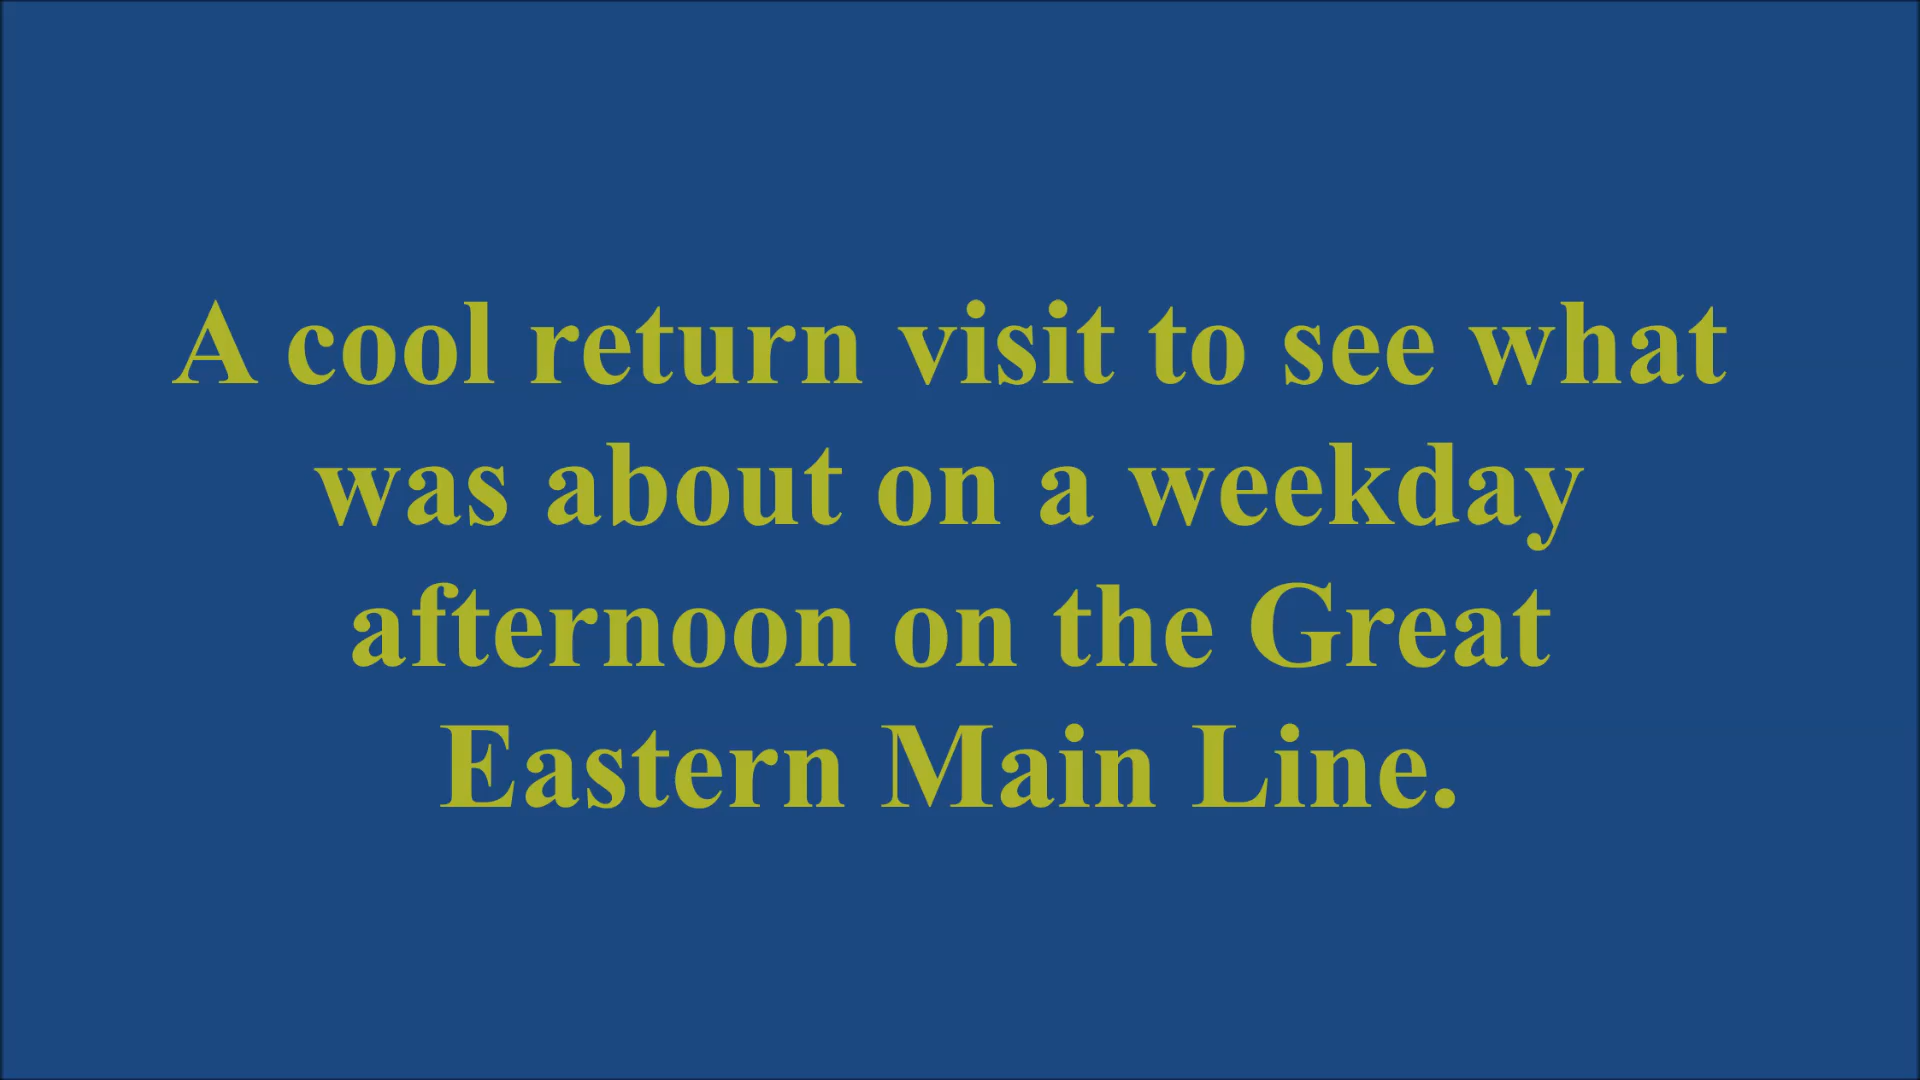 A cool return visit to see what
was about on a weekday
afternoon on the Great
Eastern Main Line.